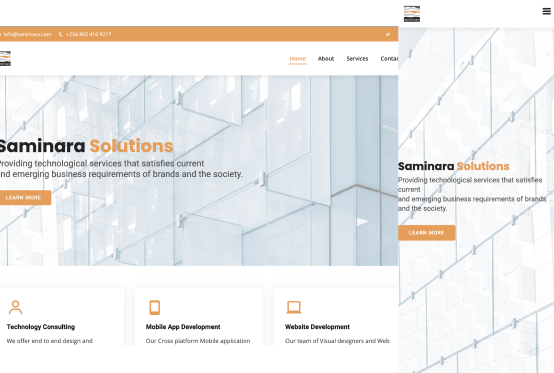 info@saminara.com +234 803 416 9217
Home About Services Contac
Saminara Solutions
Providing technological services that satisfies current
and emerging business requirements of brands and the society.
LEARN MORE
Technology Consulting
We offer end to end design and
Mobile App Development
Our Cross platform Mobile application
Website Development
Our team of Visual designers and Web
Saminara Solutions
Providing technological services that satisfies
current
and emerging business requirements of brands
and the society.
LEARN MORE